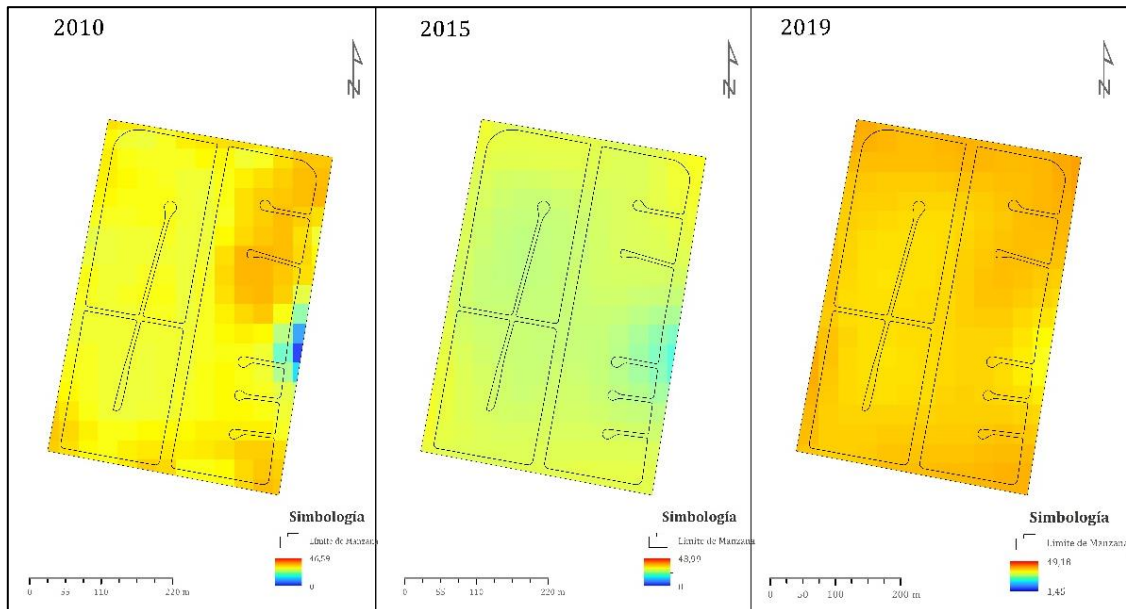 2010
N
Simbología
Límite de Manzana
46,59
0
0 55 110 220 m
2015
N
Simbología
Límite de Manzana
48,99
0
0 55 110 220 m
2019
N
Simbología
Límite de Manzana
49,18
1,45
0 50 100 200 m